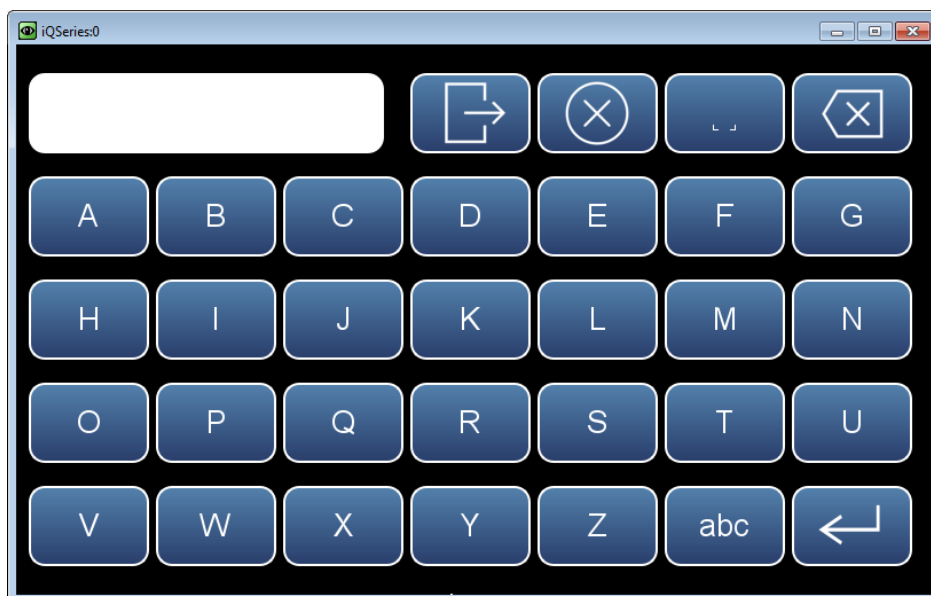 iQSeries:0
A B C D E F G
H I J K L M N
O P Q R S T U
V W X Y Z abc